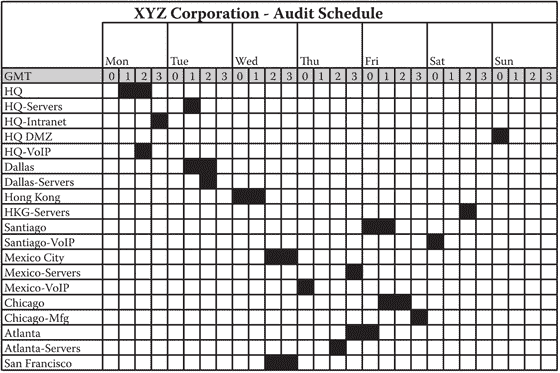 XYZ Corporation - Audit Schedule
Mon Tue Wed Thu Fri Sat Sun
GMT 0 1 2 3 0 1 2 3 0 1 2 3 0 1 2 3 0 1 2 3 0 1 2 3 0 1 2 3
HQ
HQ-Servers
HQ-Intranet
HQ DMZ
HQ-VoIP
Dallas
Dallas-Servers
Hong Kong
HKG-Servers
Santiago
Santiago-VoIP
Mexico City
Mexico-Servers
Mexico-VoIP
Chicago
Chicago-Mfg
Atlanta
Atlanta-Servers
San Francisco